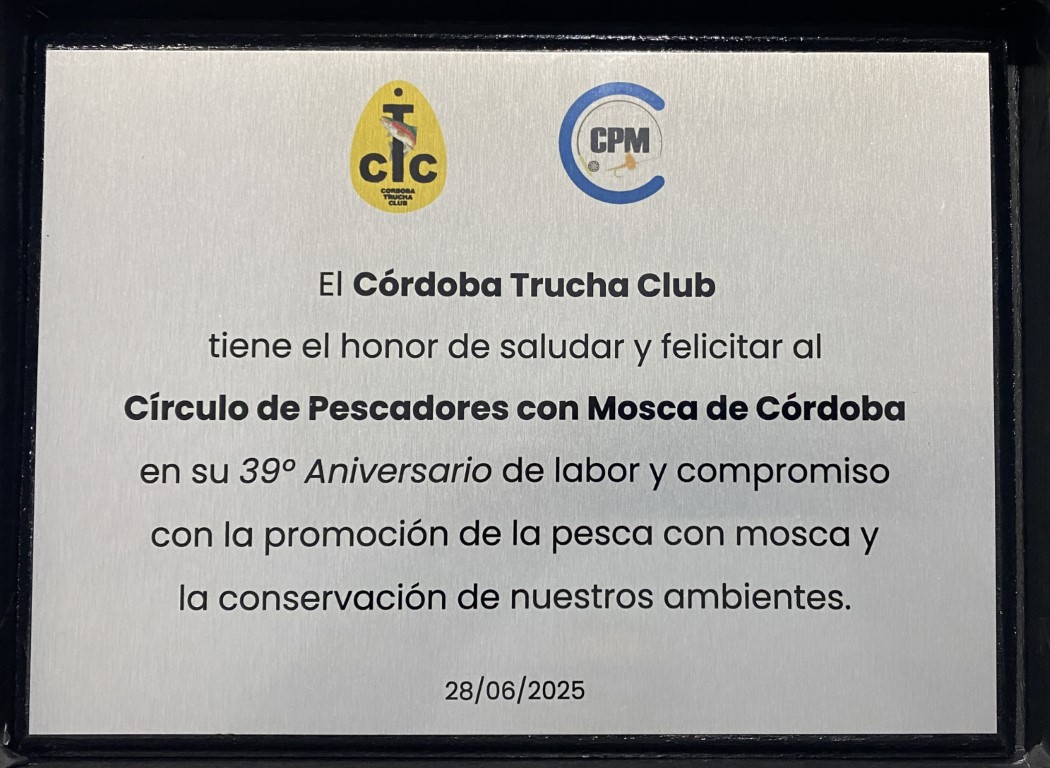 CTC
CORDOBA
TRUCHA
CLUB
CPM
El Córdoba Trucha Club
tiene el honor de saludar y felicitar al
Círculo de Pescadores con Mosca de Córdoba
en su 39º Aniversario de labor y compromiso
con la promoción de la pesca con mosca y
la conservación de nuestros ambientes.
28/06/2025